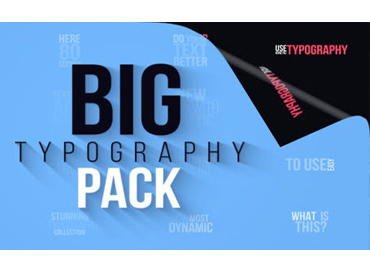 HERE
80
DO YOUR
TEXT
BETTER
USE
TYPOGRAPHY
TYPOGRAPHY
BIG
TYPOGRAPHY
PACK
TO USE EASY
MOST
DYNAMIC
COLLECTION
WHAT IS
THIS?